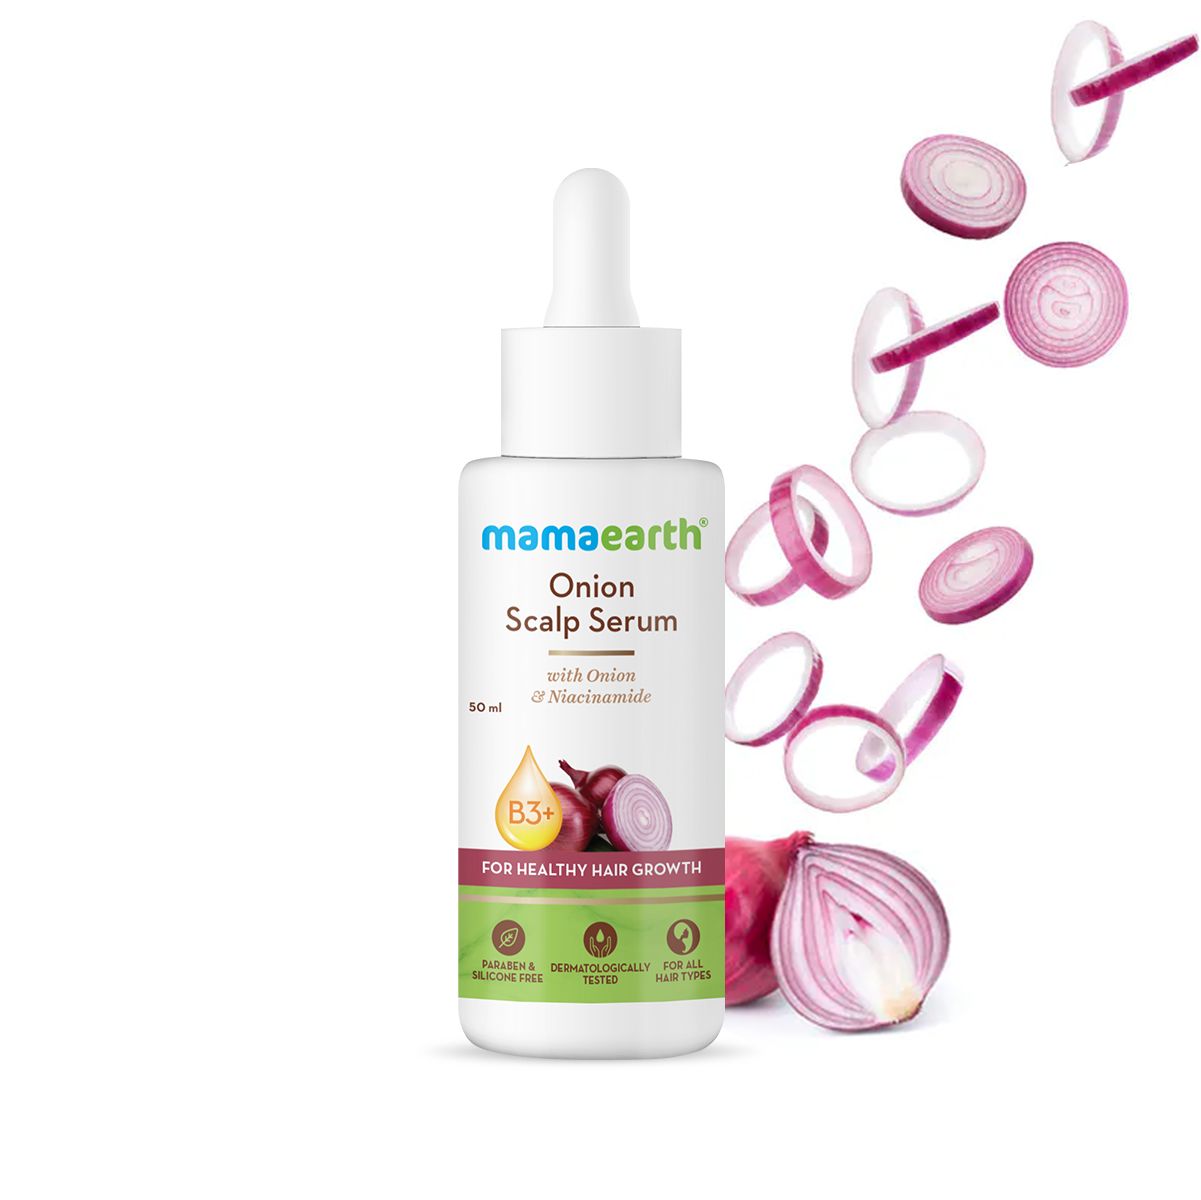 mamaearth®
Onion
Scalp Serum
with Onion
& Niacinamide
50 ml
B3+
FOR HEALTHY HAIR GROWTH
PARABEN &
SILICONE FREE
DERMATOLOGICALLY
TESTED
FOR ALL
HAIR TYPES